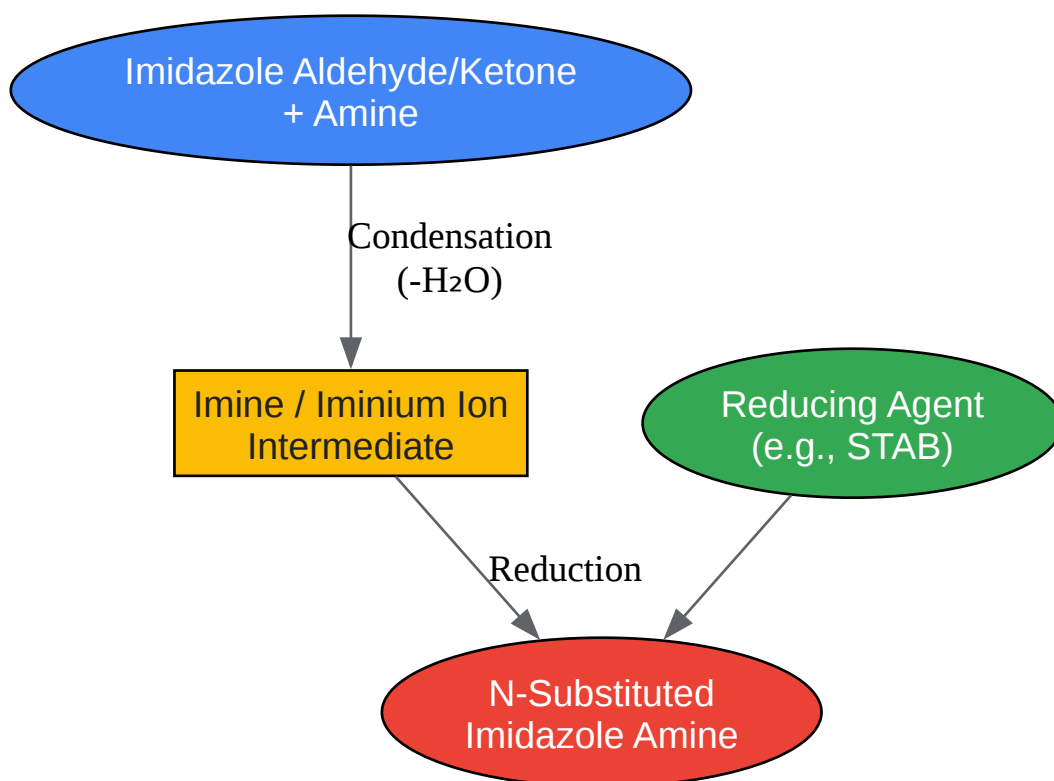 Imidazole Aldehyde/Ketone
+ Amine
Condensation
(-H₂O)
Imine / Iminium Ion
Intermediate
Reducing Agent
(e.g., STAB)
Reduction
N-Substituted
Imidazole Amine